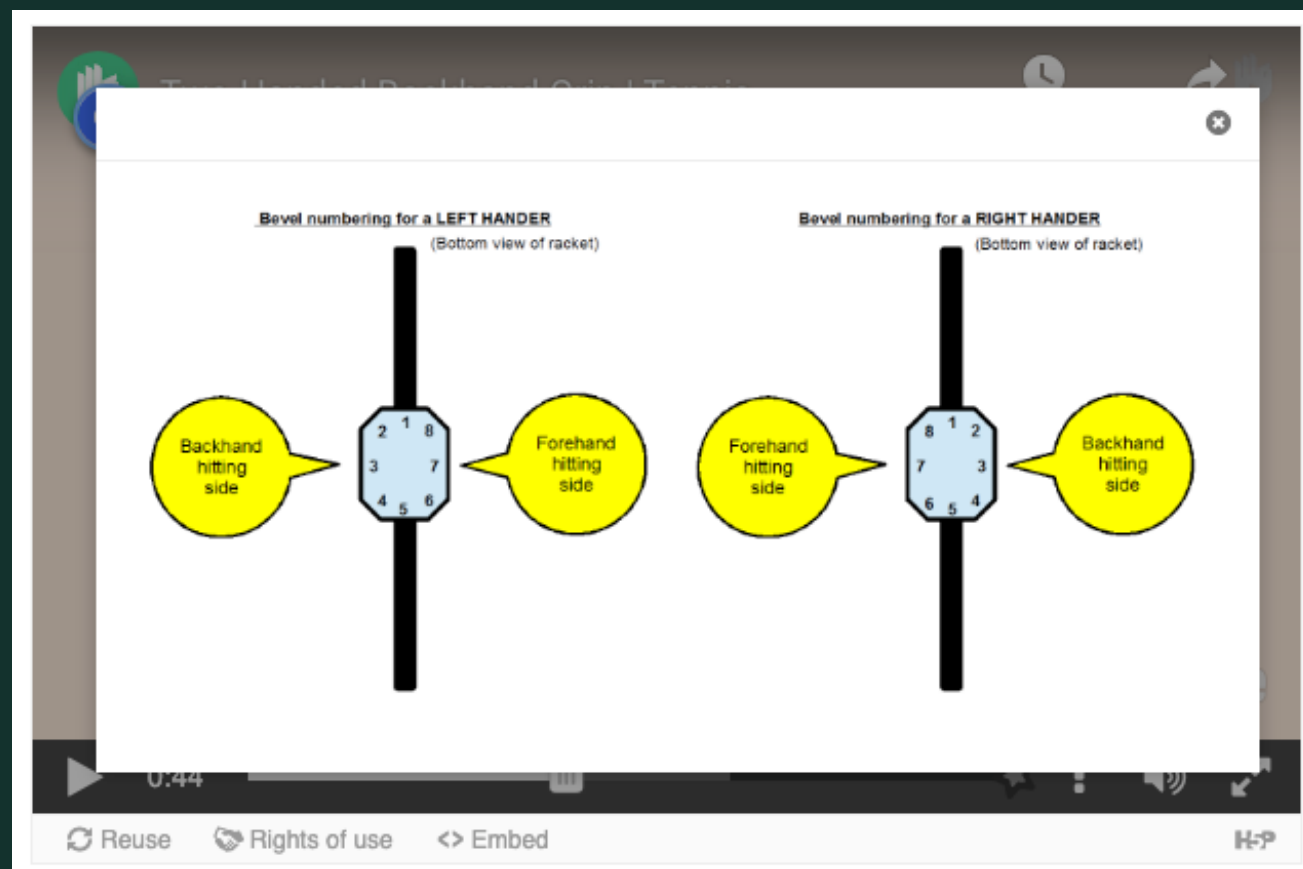 Bevel numbering for a LEFT HANDER
(Bottom view of racket)
Backhand
hitting
side
2 1 8
3 7
4 5 6
Forehand
hitting
side
Bevel numbering for a RIGHT HANDER
(Bottom view of racket)
Forehand
hitting
side
8 1 2
7 3
6 5 4
Backhand
hitting
side
0:44
Reuse
Rights of use
<> Embed
H5P